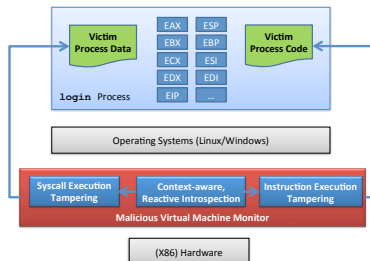 Victim
Process Data
EAX
ESP
EBX
EBP
ECX
ESI
EDX
EDI
EIP
...
Victim
Process Code
login Process
Operating Systems (Linux/Windows)
Syscall Execution
Tampering
Context-aware,
Reactive Introspection
Instruction Execution
Tampering
Malicious Virtual Machine Monitor
(X86) Hardware